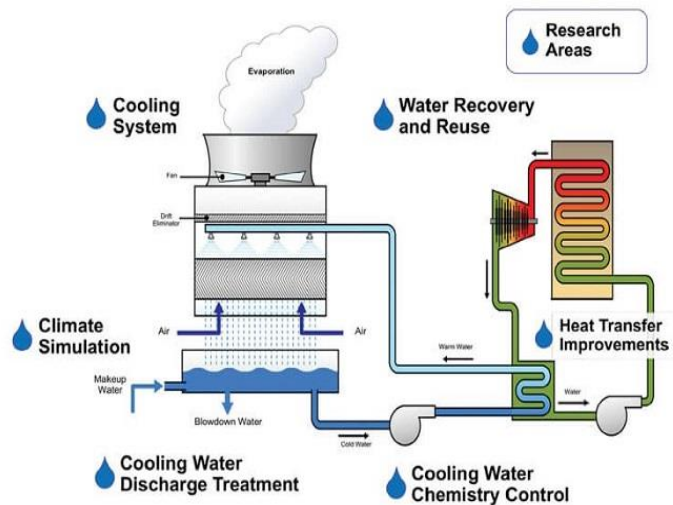 Research
Areas
Evaporation
Cooling
System
Water Recovery
and Reuse
Fan
Drift
Eliminator
Climate
Simulation
Air
Air
Heat Transfer
Improvements
Warm Water
Makeup
Water
Water
Blowdown Water
Cold Water
Cooling Water
Discharge Treatment
Cooling Water
Chemistry Control